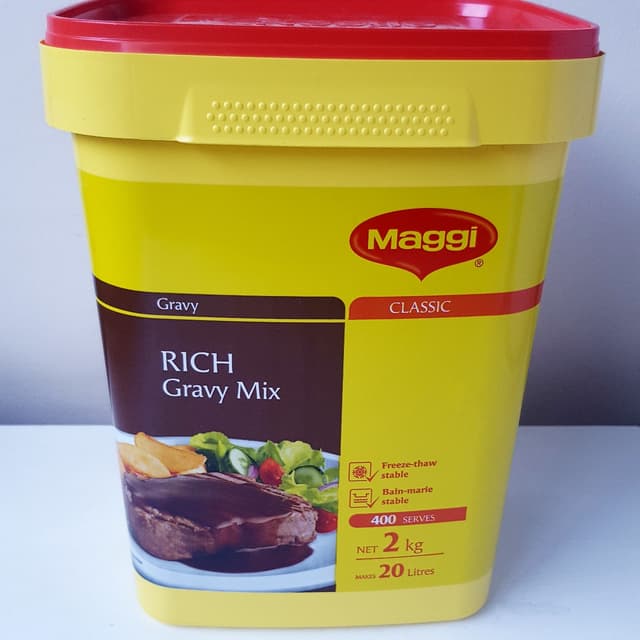 Maggi
®
Gravy
CLASSIC
RICH
Gravy Mix
Freeze-thaw
stable
Bain-marie
stable
400 SERVES
NET 2 kg
MAKES 20 Litres